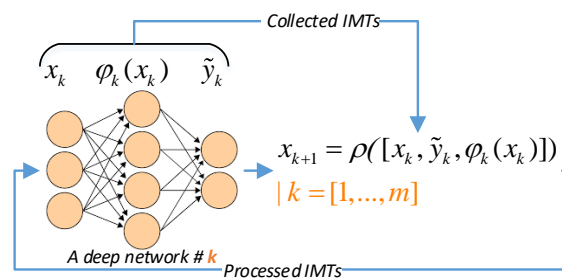 Collected IMTs
x_k φ_k(x_k) ỹ_k
x_{k+1} = ρ([x_k, ỹ_k, φ_k(x_k)])
| k = [1,...,m]
A deep network # k
Processed IMTs